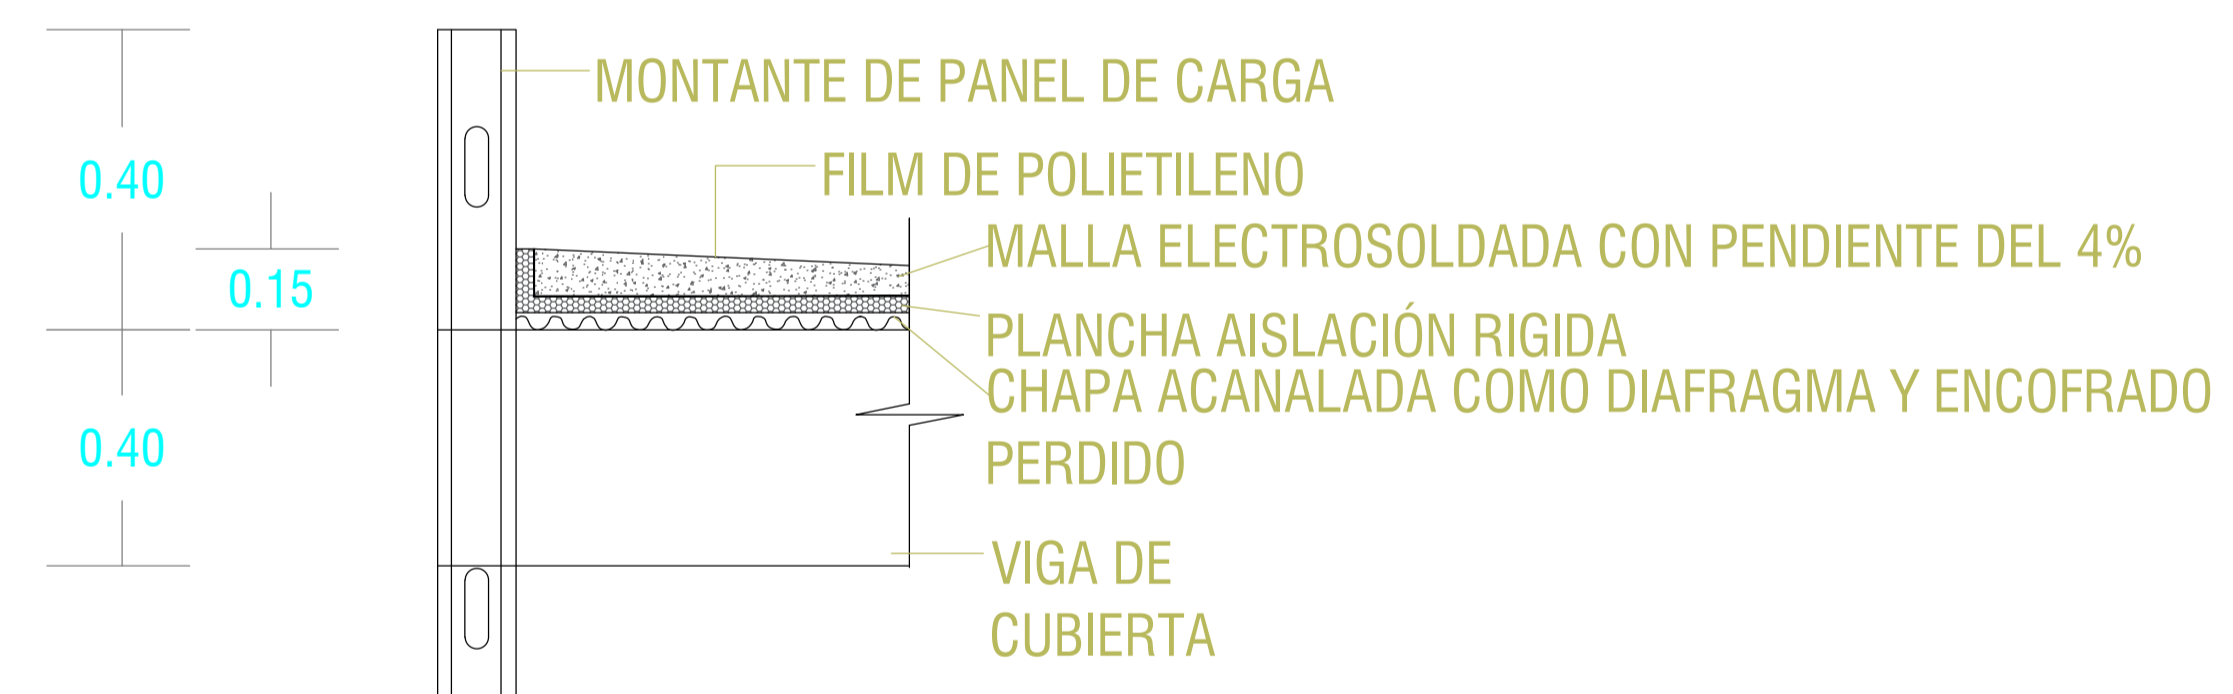 MONTANTE DE PANEL DE CARGA
FILM DE POLIETILENO
0.40
MALLA ELECTROSOLDADA CON PENDIENTE DEL 4%
0.15
PLANCHA AISLACIÓN RIGIDA
CHAPA ACANALADA COMO DIAFRAGMA Y ENCOFRADO
PERDIDO
0.40
VIGA DE
CUBIERTA